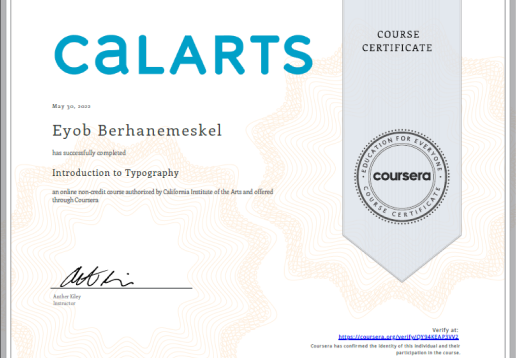 CALARTS
COURSE
CERTIFICATE
May 30, 2022
Eyob Berhanemeskel
has successfully completed
Introduction to Typography
an online non-credit course authorized by California Institute of the Arts and offered
through Coursera
EDUCATION FOR EVERYONE
coursera
COURSE CERTIFICATE
Instructor
Verify at:
https://coursera.org/verify/QY94KEAP3VV2
Coursera has confirmed the identity of this individual and their
participation in the course.